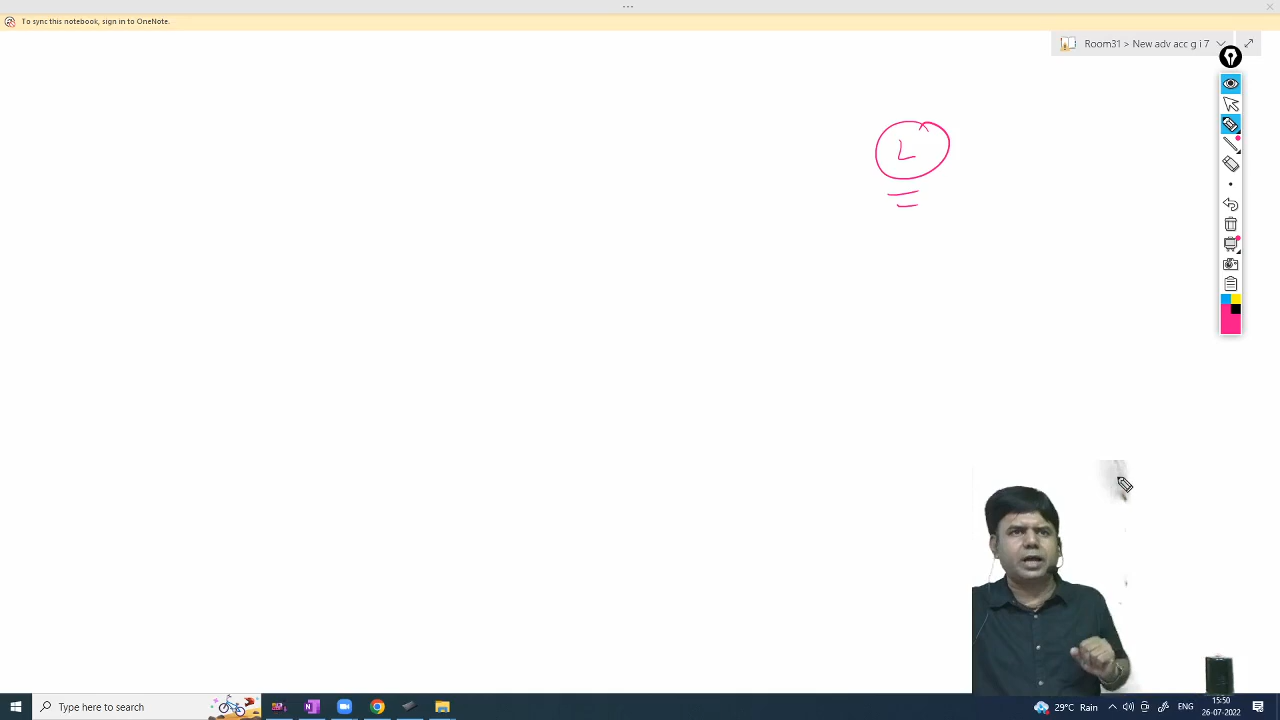 To sync this notebook, sign in to OneNote.
Room31 > New adv acc g i 7
L
Type here to search
29°C Rain
ENG
15:50
26-07-2022